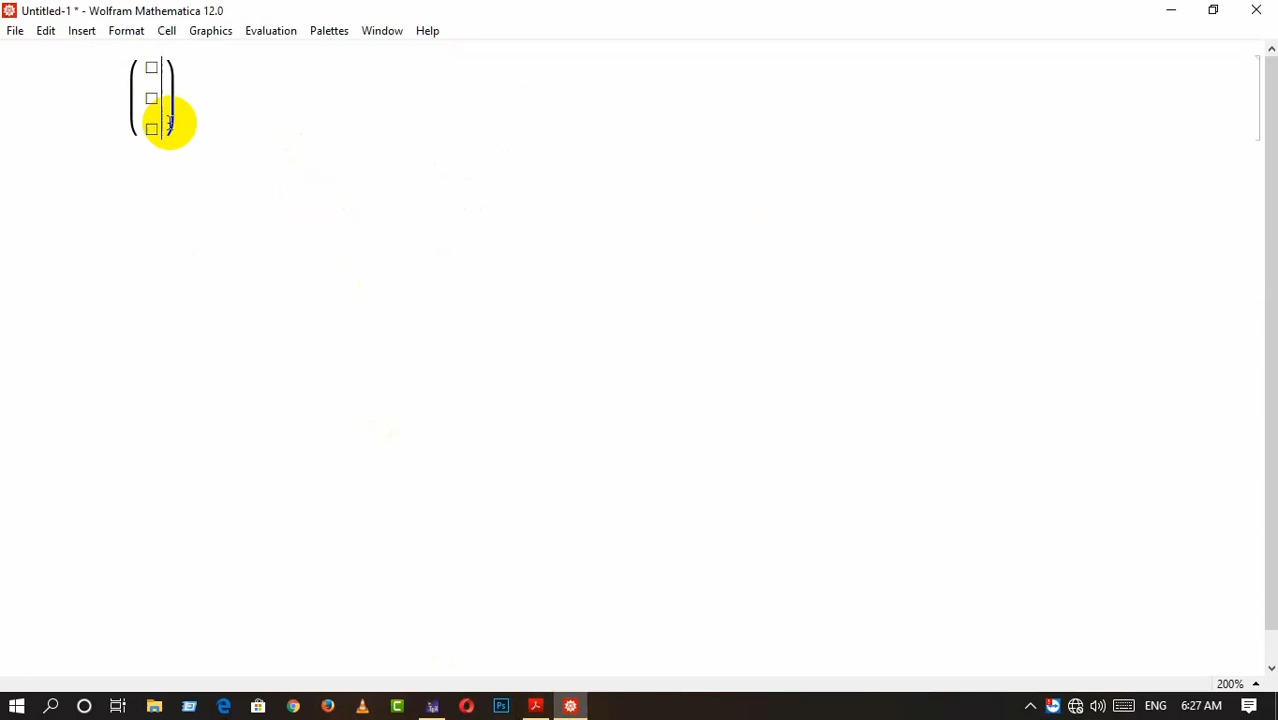 Untitled-1 * - Wolfram Mathematica 12.0
File Edit Insert Format Cell Graphics Evaluation Palettes Window Help
200%
Ps
ENG 6:27 AM